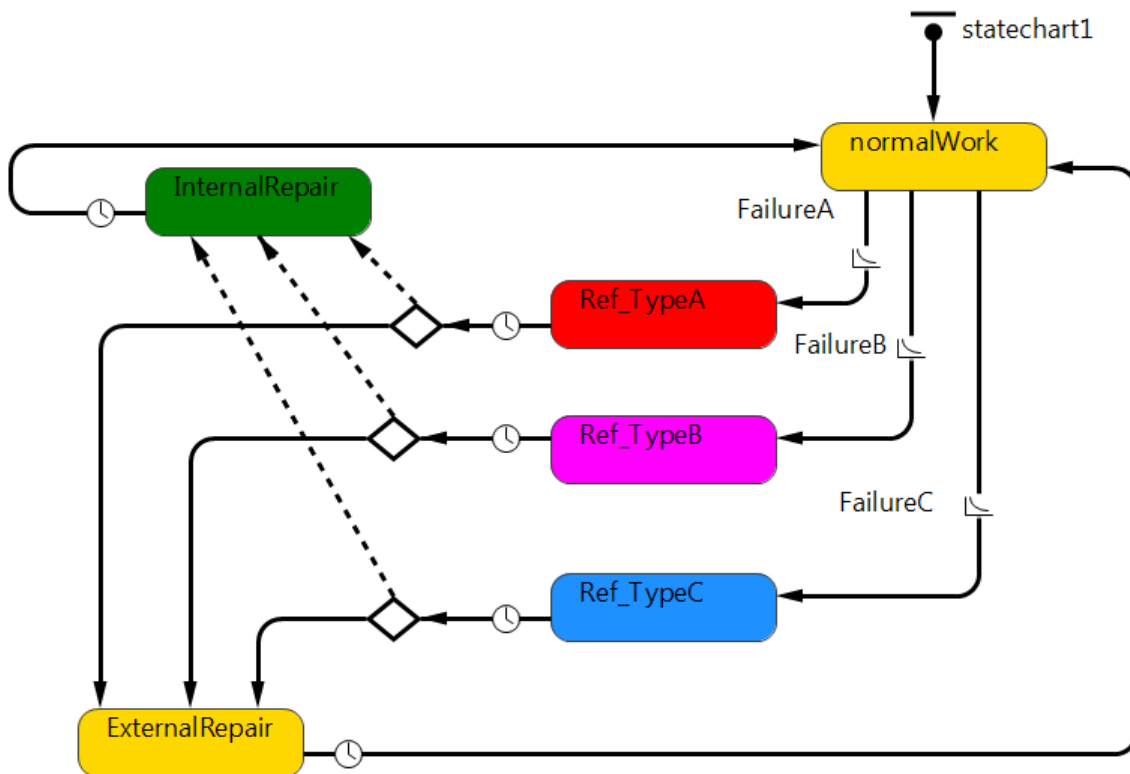 statechart1
normalWork
InternalRepair
FailureA
Ref_TypeA
FailureB
Ref_TypeB
FailureC
Ref_TypeC
ExternalRepair